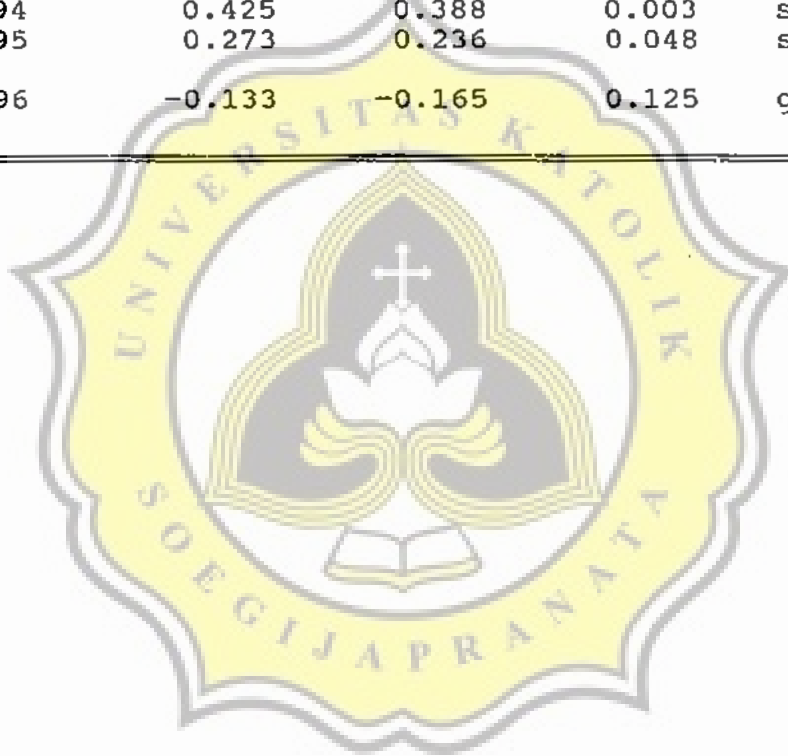 94 0.425 0.388 0.003 s
95 0.273 0.236 0.048 s
96 -0.133 -0.165 0.125 g
UNIVERSITAS KATOLIK
SOEGIJAPRANATA